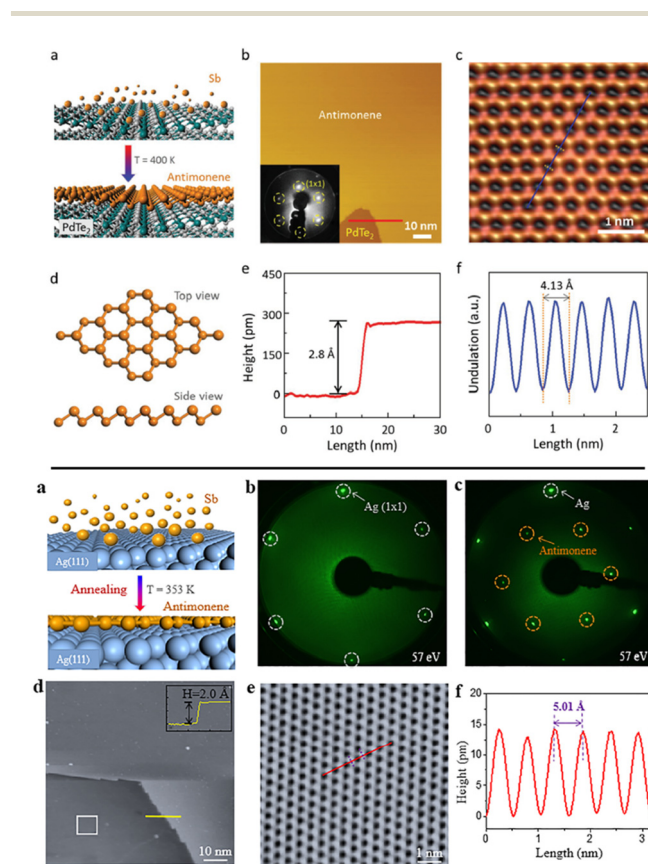 a
Sb
T = 400 K
Antimonene
PdTe2
b
Antimonene
(1x1)
PdTe2
10 nm
c
1 nm
d
Top view
Side view
e
Height (pm)
450
300
150
0
2.8 Å
0
10
20
30
Length (nm)
f
Undulation (a.u.)
4.13 Å
0
1
2
Length (nm)
a
Sb
Ag(111)
Annealing
T = 353 K
Antimonene
Ag(111)
b
Ag (1x1)
57 eV
c
Ag
Antimonene
57 eV
d
H=2.0 Å
10 nm
e
1 nm
f
Height (pm)
20
15
10
5
0
5.01 Å
0
1
2
3
Length (nm)